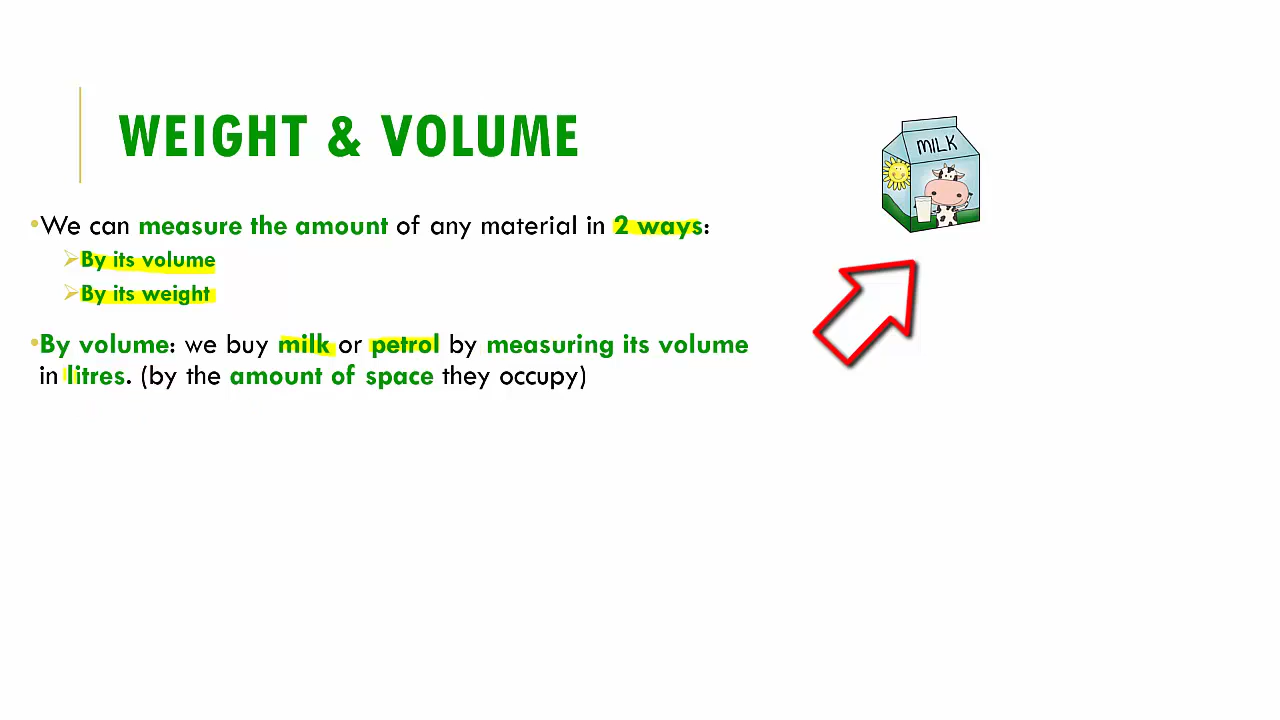 WEIGHT & VOLUME
MILK
•We can measure the amount of any material in 2 ways:
➢By its volume
➢By its weight
•By volume: we buy milk or petrol by measuring its volume
in litres. (by the amount of space they occupy)